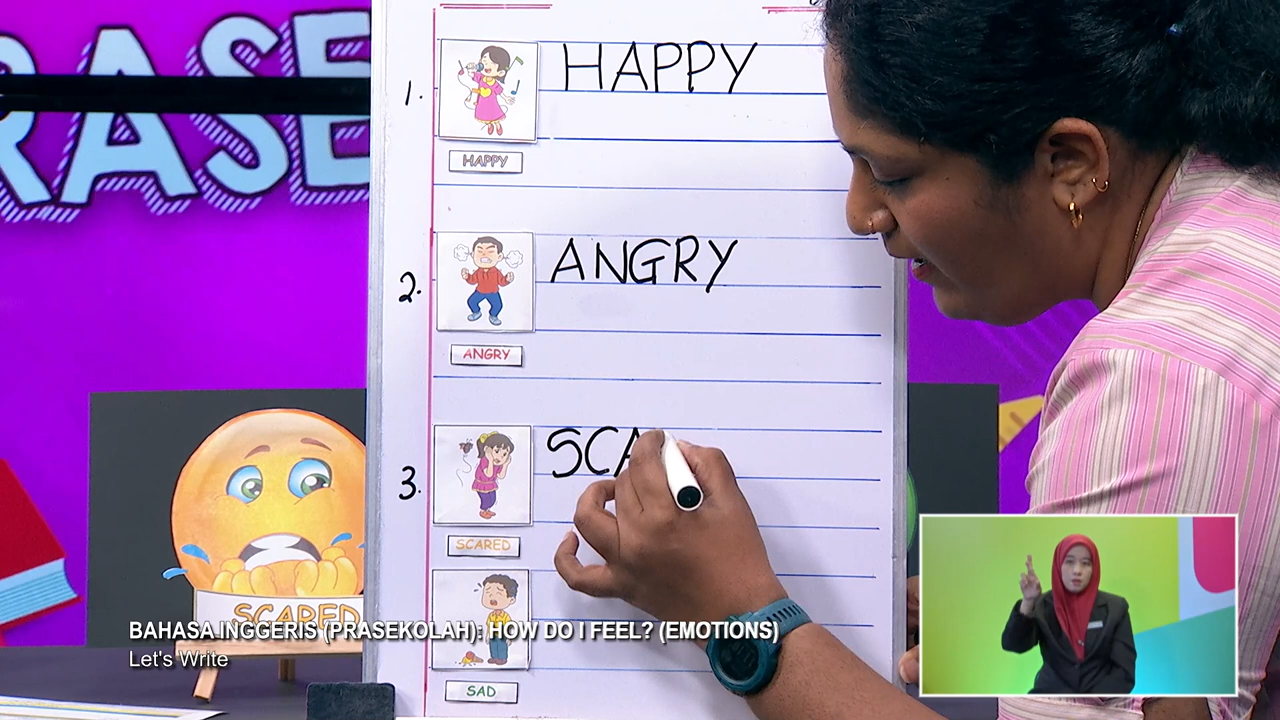 RASE
1. HAPPY
HAPPY
2. ANGRY
ANGRY
3. SCA
SCARED
SCARED
SAD
BAHASA INGGERIS (PRASEKOLAH): HOW DO I FEEL? (EMOTIONS)
Let's Write